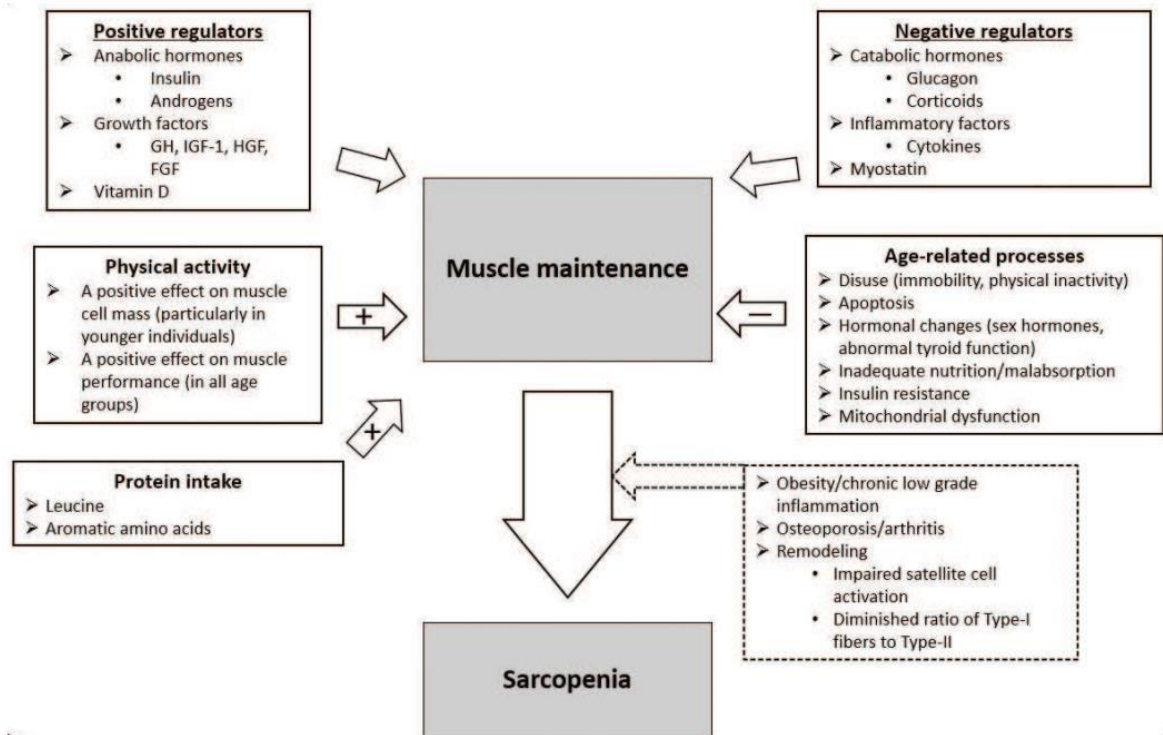 Positive regulators
➢ Anabolic hormones
• Insulin
• Androgens
➢ Growth factors
• GH, IGF-1, HGF,
FGF
➢ Vitamin D
Negative regulators
➢ Catabolic hormones
• Glucagon
• Corticoids
➢ Inflammatory factors
• Cytokines
➢ Myostatin
Muscle maintenance
Physical activity
➢ A positive effect on muscle
cell mass (particularly in
younger individuals)
➢ A positive effect on muscle
performance (in all age
groups)
+
Age-related processes
➢ Disuse (immobility, physical inactivity)
➢ Apoptosis
➢ Hormonal changes (sex hormones,
abnormal tyroid function)
➢ Inadequate nutrition/malabsorption
➢ Insulin resistance
➢ Mitochondrial dysfunction
−
Protein intake
➢ Leucine
➢ Aromatic amino acids
+
➢ Obesity/chronic low grade
inflammation
➢ Osteoporosis/arthritis
➢ Remodeling
• Impaired satellite cell
activation
• Diminished ratio of Type-I
fibers to Type-II
Sarcopenia